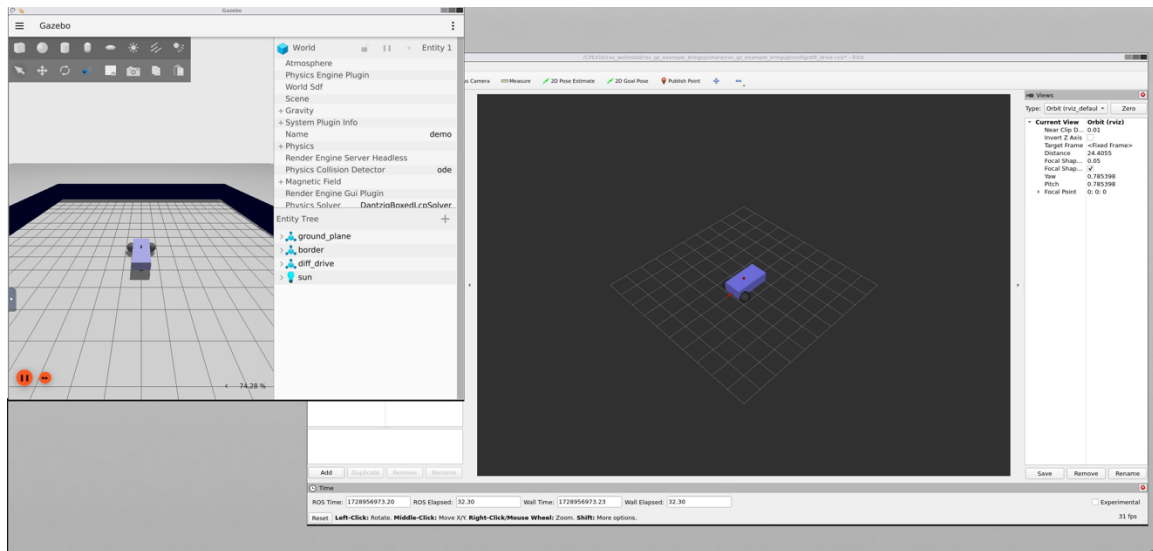 Gazebo
Gazebo
World
Entity 1
Atmosphere
Physics Engine Plugin
World Sdf
Scene
+ Gravity
+ System Plugin Info
Name demo
+ Physics
Render Engine Server Headless
Physics Collision Detector ode
+ Magnetic Field
Render Engine Gui Plugin
Physics Solver DantzigBoxedLcpSolver
Entity Tree
ground_plane
border
diff_drive
sun
< 74.28 %
us Camera Measure 2D Pose Estimate 2D Goal Pose Publish Point
Views
Type: Orbit (rviz_defaul Zero
Current View Orbit (rviz)
Near Clip D... 0.01
Invert Z Axis
Target Frame <Fixed Frame>
Distance 24.4055
Focal Shap... 0.05
Focal Shap...
Yaw 0.785398
Pitch 0.785398
Focal Point 0; 0; 0
Add Duplicate Remove Rename
Save Remove Rename
Time
ROS Time: 1728956973.20 ROS Elapsed: 32.30 Wall Time: 1728956973.23 Wall Elapsed: 32.30 Experimental
Reset Left-Click: Rotate. Middle-Click: Move X/Y. Right-Click/Mouse Wheel: Zoom. Shift: More options. 31 fps